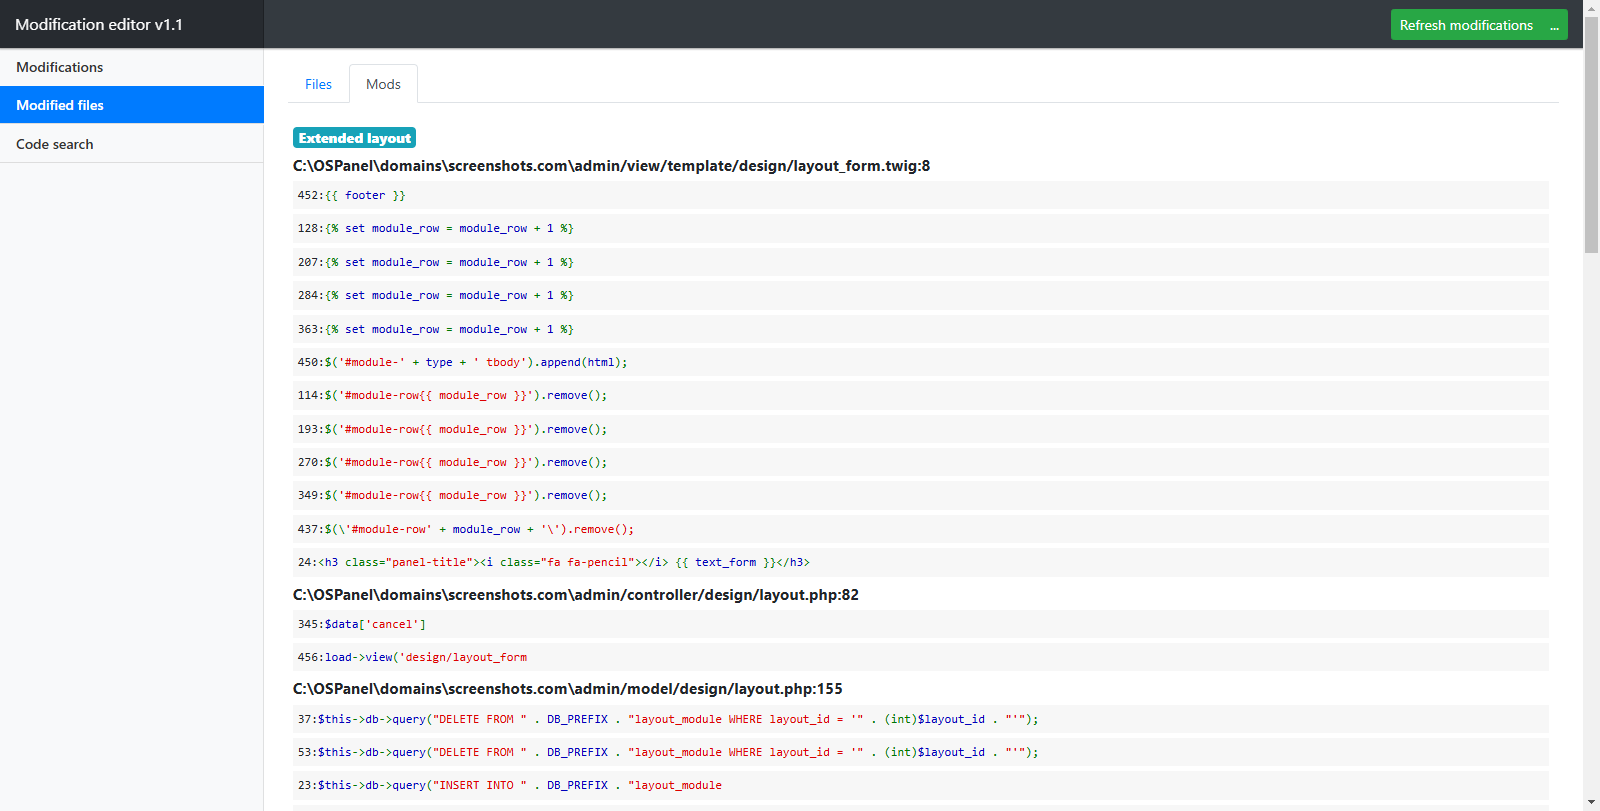 Modification editor v1.1
Refresh modifications ...
Modifications
Modified files
Code search
Files
Mods
Extended layout
C:\OSPanel\domains\screenshots.com\admin/view/template/design/layout_form.twig:8
452:{{ footer }}
128:{% set module_row = module_row + 1 %}
207:{% set module_row = module_row + 1 %}
284:{% set module_row = module_row + 1 %}
363:{% set module_row = module_row + 1 %}
450:$('#module-' + type + ' tbody').append(html);
114:$('#module-row{{ module_row }}').remove();
193:$('#module-row{{ module_row }}').remove();
270:$('#module-row{{ module_row }}').remove();
349:$('#module-row{{ module_row }}').remove();
437:$(\'#module-row' + module_row + '\').remove();
24:<h3 class="panel-title"><i class="fa fa-pencil"></i> {{ text_form }}</h3>
C:\OSPanel\domains\screenshots.com\admin/controller/design/layout.php:82
345:$data['cancel']
456:load->view('design/layout_form
C:\OSPanel\domains\screenshots.com\admin/model/design/layout.php:155
37:$this->db->query("DELETE FROM " . DB_PREFIX . "layout_module WHERE layout_id = '" . (int)$layout_id . "'");
53:$this->db->query("DELETE FROM " . DB_PREFIX . "layout_module WHERE layout_id = '" . (int)$layout_id . "'");
23:$this->db->query("INSERT INTO " . DB_PREFIX . "layout_module